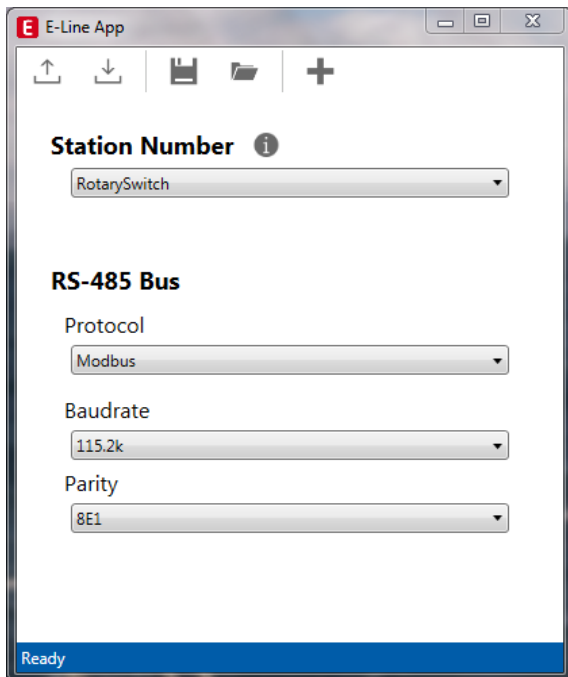 E E-Line App
Station Number i
RotarySwitch
RS-485 Bus
Protocol
Modbus
Baudrate
115.2k
Parity
8E1
Ready